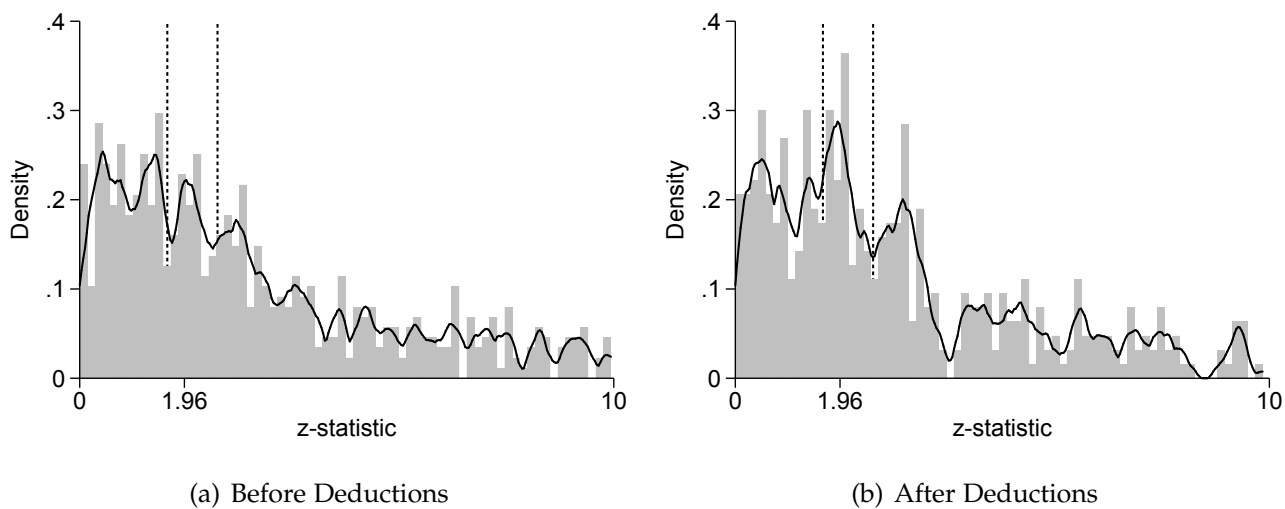 .4
.3
.2
.1
0
Density
0
1.96
10
z-statistic
(a) Before Deductions
.4
.3
.2
.1
0
Density
0
1.96
10
z-statistic
(b) After Deductions